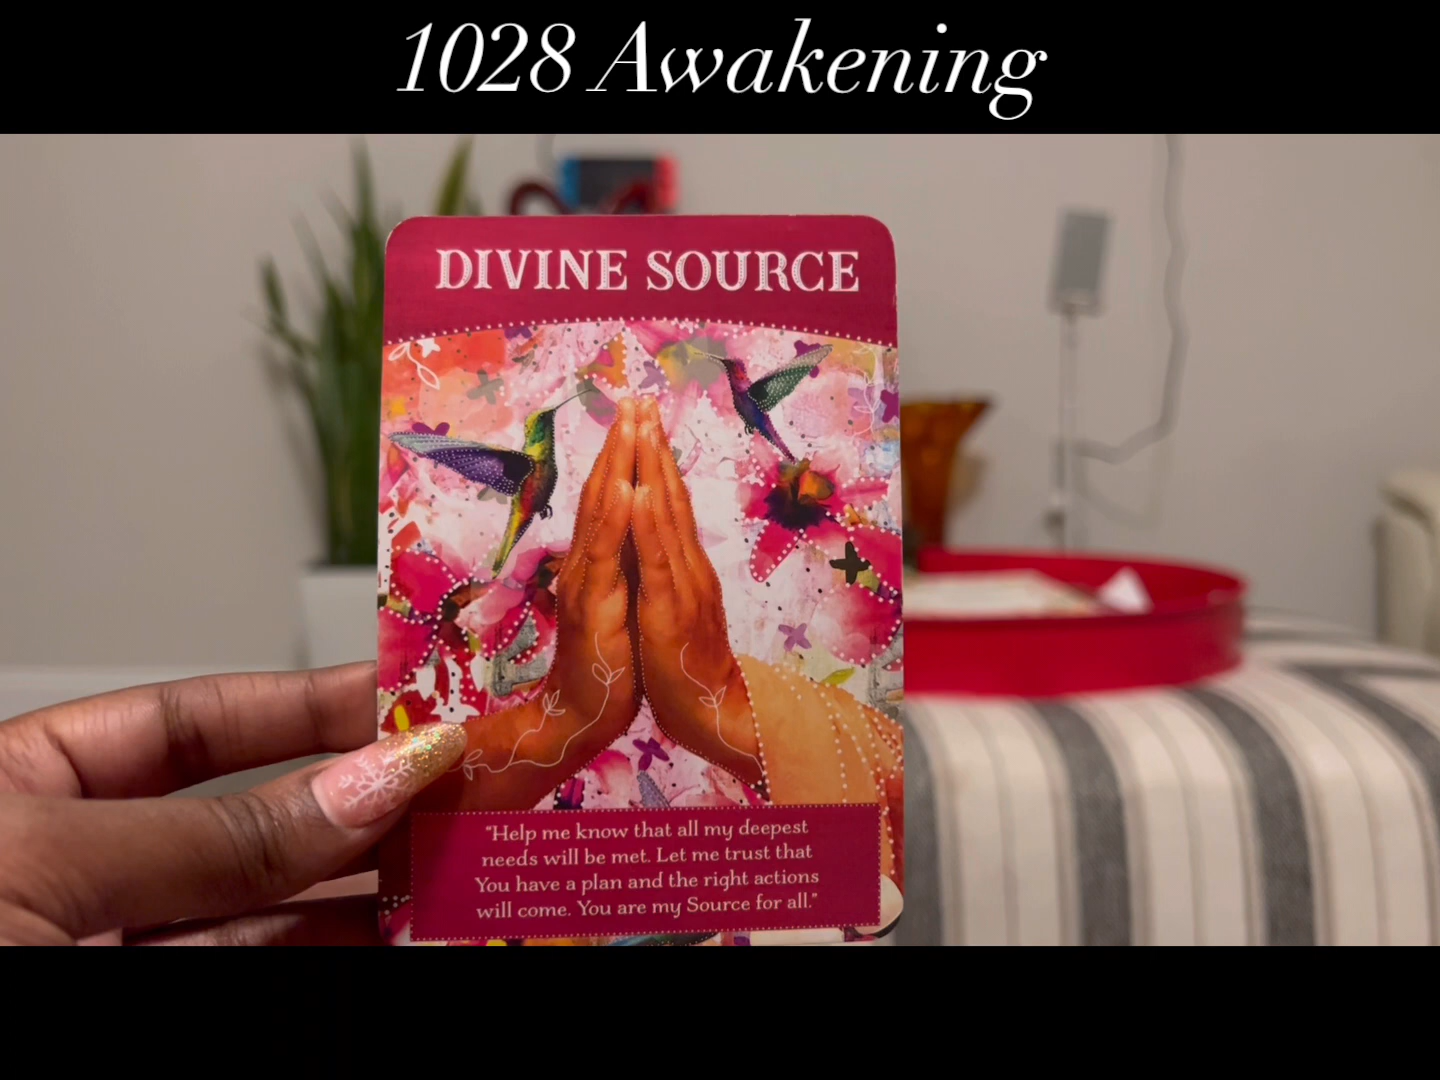 1028 Awakening
DIVINE SOURCE
"Help me know that all my deepest
needs will be met. Let me trust that
You have a plan and the right actions
will come. You are my Source for all."